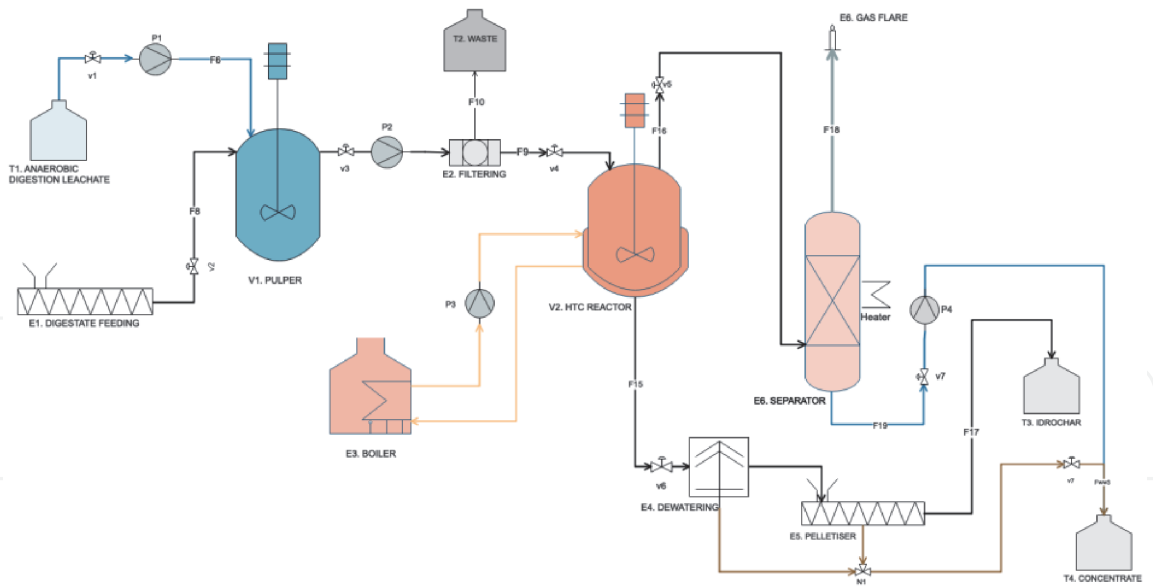 E6. GAS FLARE
P1
F6
T2. WASTE
v1
v5
F10
F16
F18
P2
v3
F9
v4
E2. FILTERING
T1. ANAEROBIC
DIGESTION LEACHATE
F8
v2
V1. PULPER
E1. DIGESTATE FEEDING
P3
V2. HTC REACTOR
Heater
P4
v7
F15
E6. SEPARATOR
F19
F17
T3. IDROCHAR
E3. BOILER
v6
E4. DEWATERING
v7
E5. PELLETISER
N1
T4. CONCENTRATE